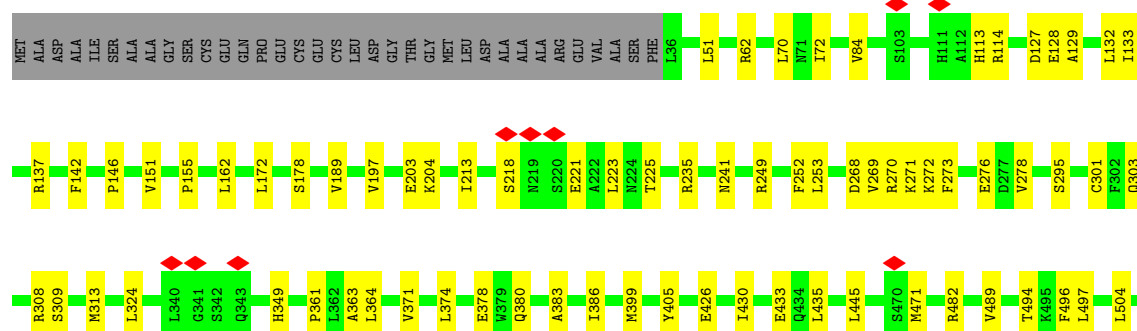 MET ALA ASP ALA ILE SER ALA ALA GLY SER CYS GLU GLN PRO GLU CYS GLU CYS LEU ASP GLY THR GLY GLY MET LEU ASP ALA ALA ALA ARG GLU VAL ALA SER PHE L36 L51 R62 L70 N71 I72 V84 S103 H111 A112 H113 R114 D127 E128 A129 L132 I133
R137 F142 P146 V151 P155 L162 L172 S178 V189 V197 E203 K204 I213 S218 N219 S220 E221 A222 L223 N224 T225 R235 N241 R249 F252 L253 D268 V269 R270 K271 K272 F273 E276 D277 V278 S295 C301 F302 Q303
R308 S309 M313 L324 L340 G341 S342 Q343 H349 P361 L362 A363 L364 V371 L374 E378 W379 Q380 A383 I386 M399 Y405 E426 I430 E433 Q434 L435 L445 S470 M471 R482 V489 T494 K495 F496 L497 L504